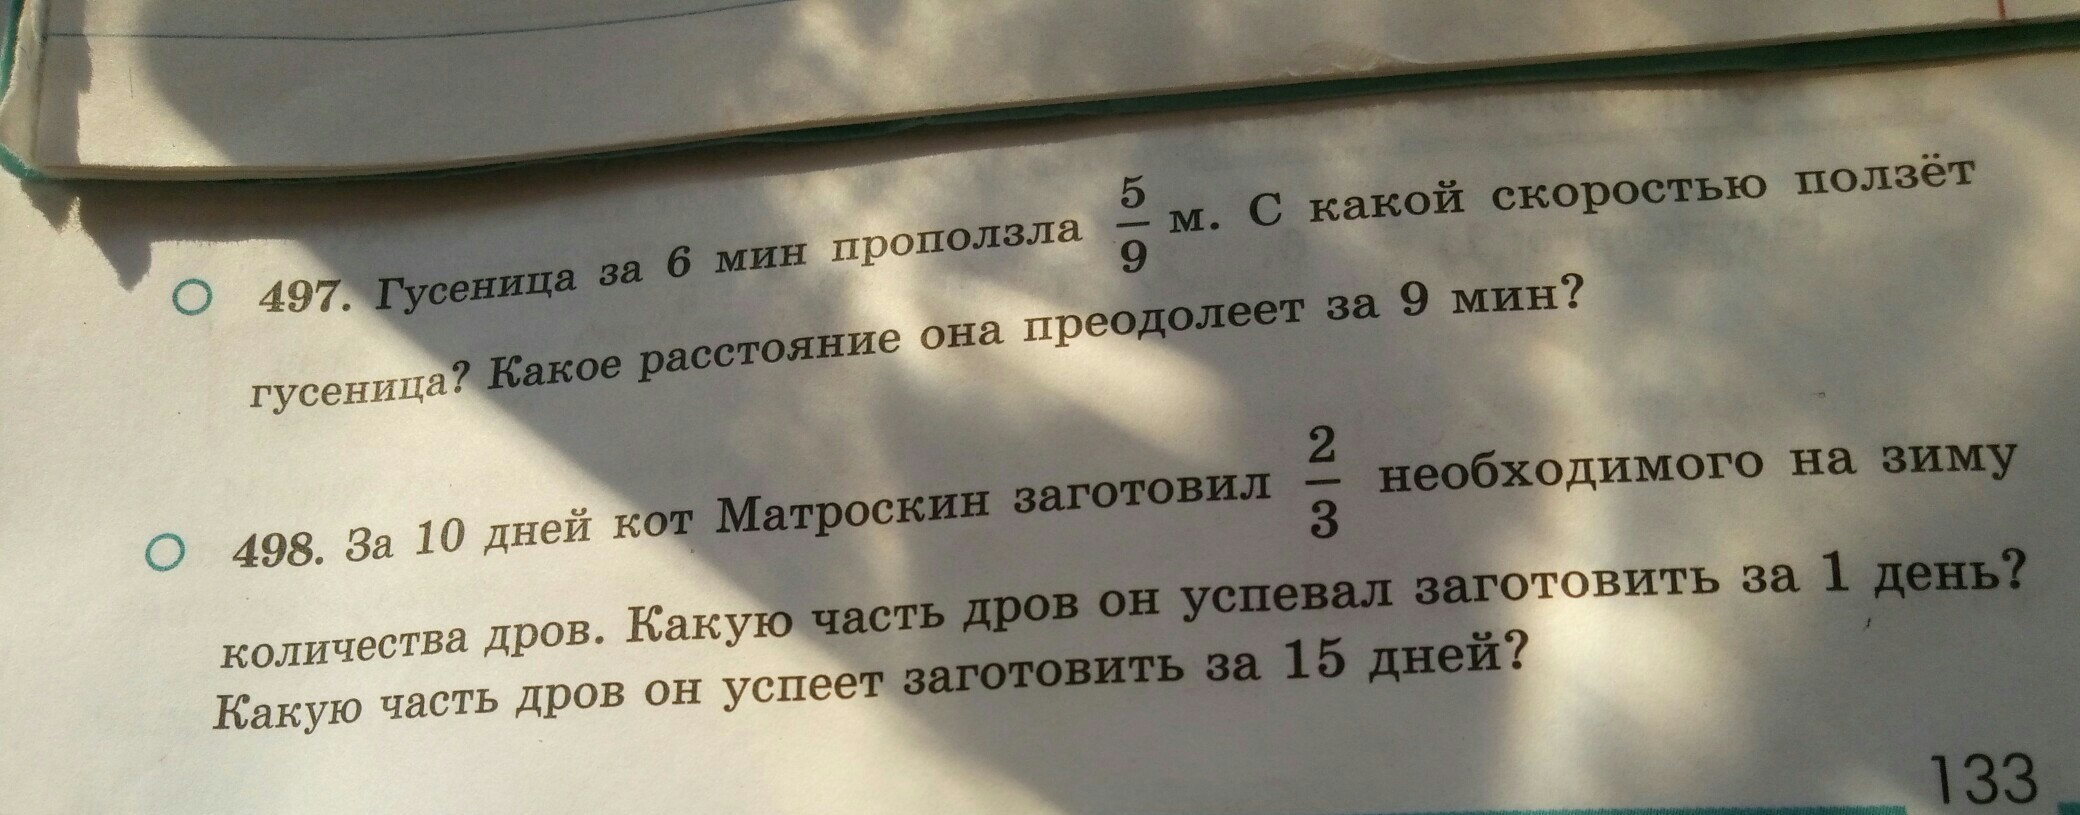 497. Гусеница за 6 мин проползла 5/9 м. С какой скоростью ползёт
гусеница? Какое расстояние она преодолеет за 9 мин?
498. За 10 дней кот Матроскин заготовил 2/3 необходимого на зиму
количества дров. Какую часть дров он успевал заготовить за 1 день?
Какую часть дров он успеет заготовить за 15 дней?
133